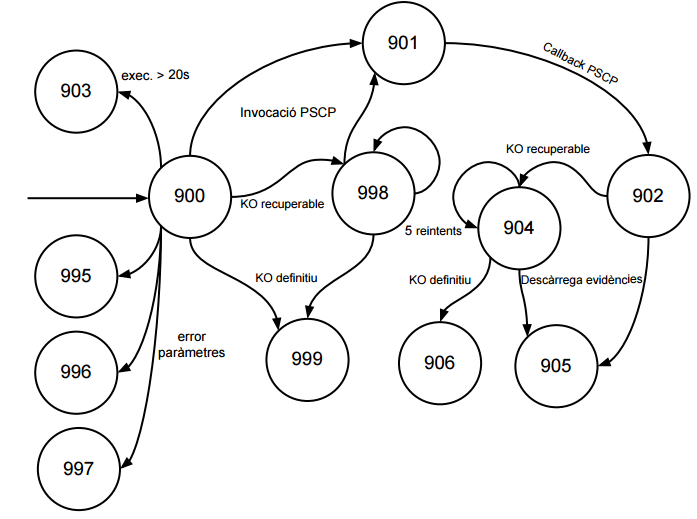 901
Callback PSCP
903
exec. > 20s
Invocació PSCP
KO recuperable
900
998
902
KO recuperable
5 reintents
904
995
KO definitiu
KO definitiu
Descàrrega evidències
error
paràmetres
996
999
906
905
997